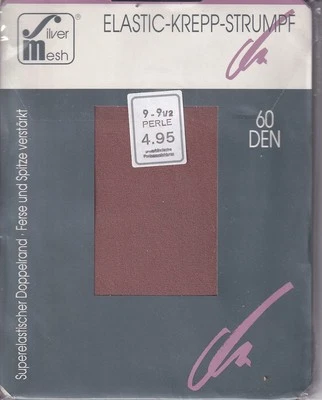 Silver
Mesh
ELASTIC-KREPP-STRUMPF
9-9½
PERLE
4.95
60
DEN
Superelastischer Doppelrand · Ferse und Spitze verstärkt